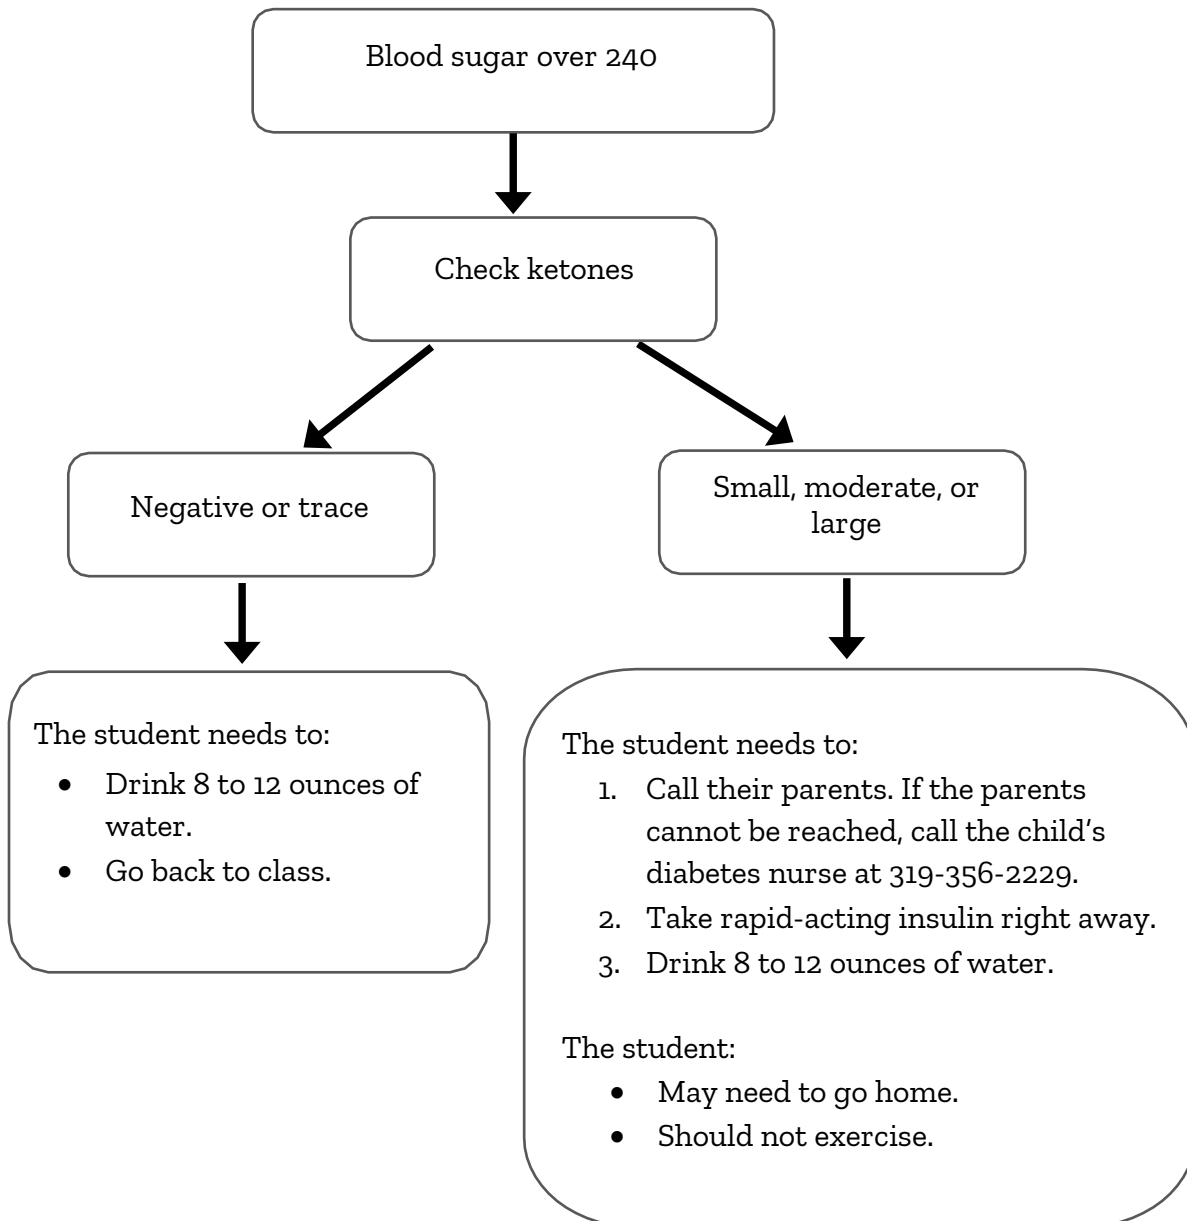 Blood sugar over 240
Check ketones
Negative or trace
Small, moderate, or
large
The student needs to:
• Drink 8 to 12 ounces of
water.
• Go back to class.
The student needs to:
1. Call their parents. If the parents
cannot be reached, call the child’s
diabetes nurse at 319-356-2229.
2. Take rapid-acting insulin right away.
3. Drink 8 to 12 ounces of water.
The student:
• May need to go home.
• Should not exercise.